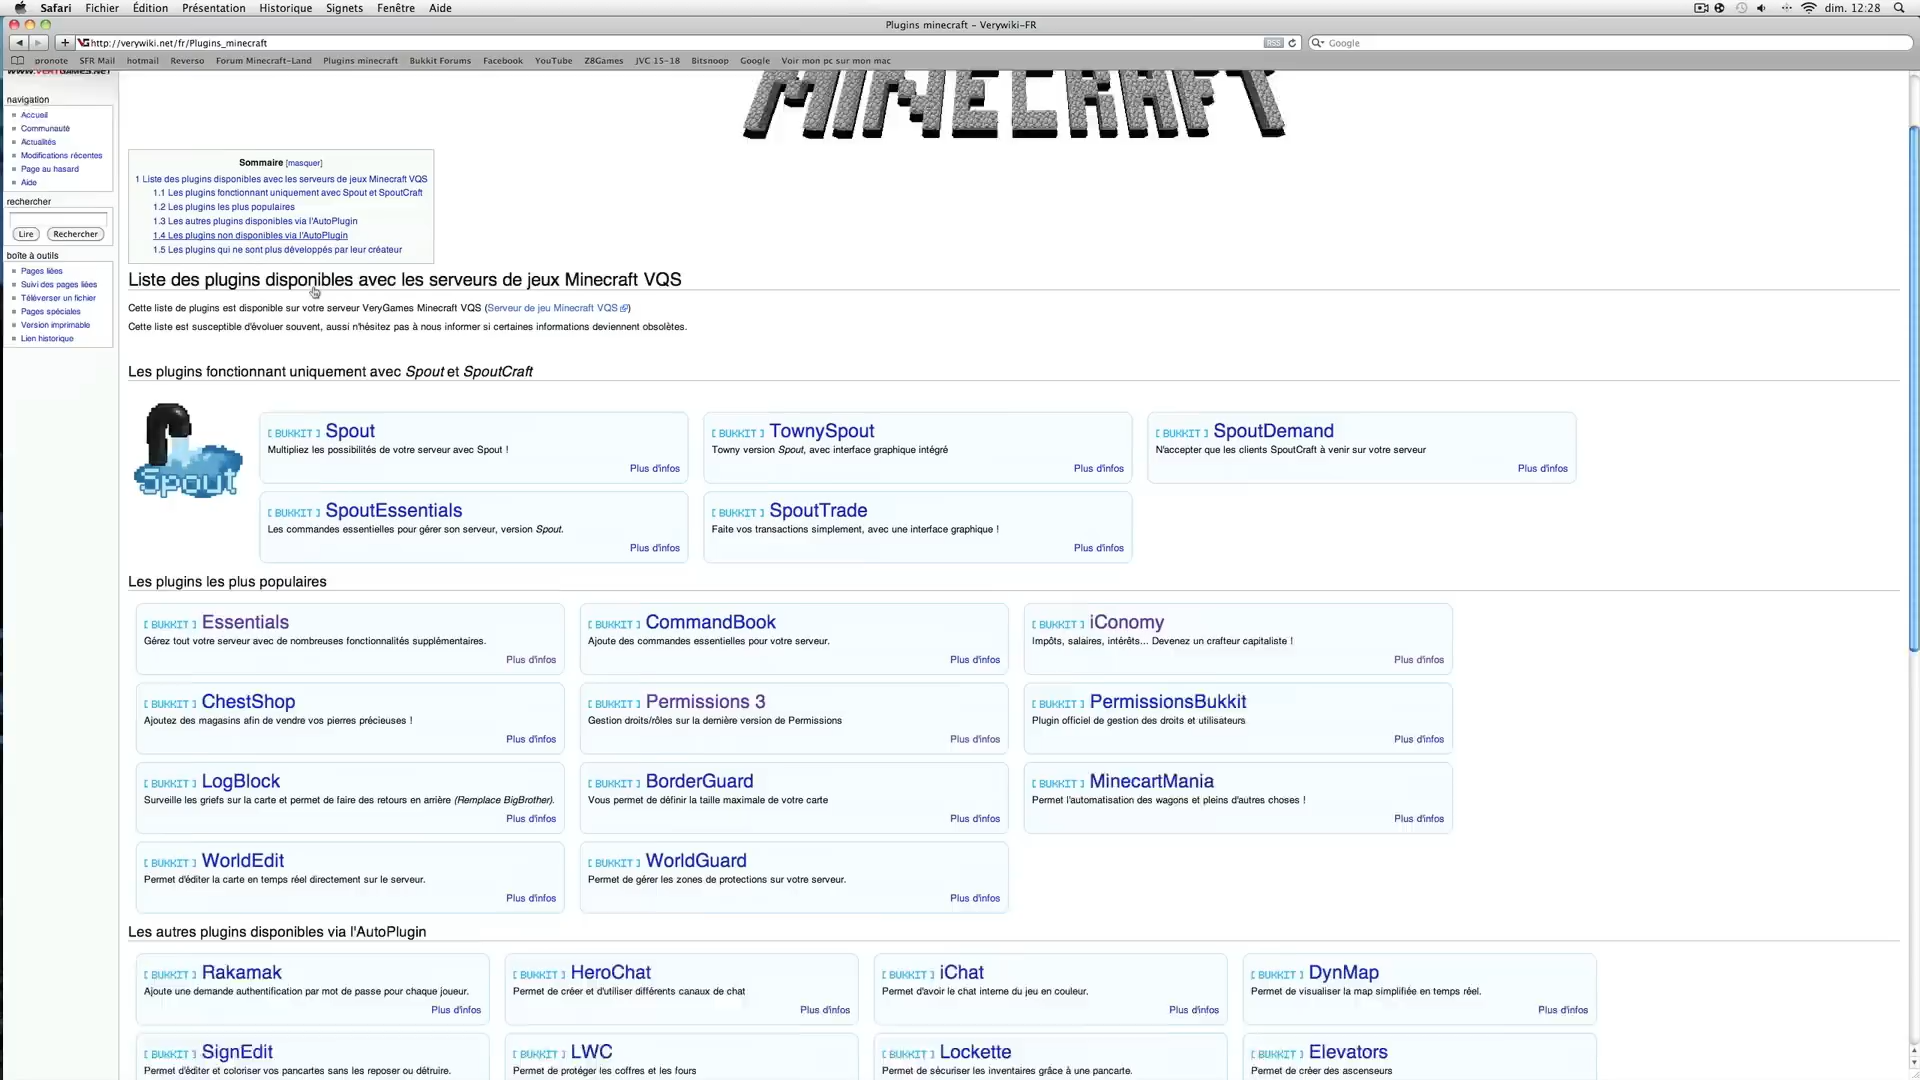 Safari Fichier Édition Présentation Historique Signets Fenêtre Aide
dim. 12:28
Plugins minecraft – Verywiki-FR
http://verywiki.net/fr/Plugins_minecraft
RSS
Google
pronote SFR Mail hotmail Reverso Forum Minecraft-Land Plugins minecraft Bukkit Forums Facebook YouTube Z8Games JVC 15-18 Bitsnoop Google Voir mon pc sur mon mac
WWW.VERYGAMES.NET
MINECRAFT
navigation
Accueil
Communauté
Actualités
Modifications récentes
Page au hasard
Aide
rechercher
Lire Rechercher
boîte à outils
Pages liées
Suivi des pages liées
Téléverser un fichier
Pages spéciales
Version imprimable
Lien historique
Sommaire [masquer]
1 Liste des plugins disponibles avec les serveurs de jeux Minecraft VQS
1.1 Les plugins fonctionnant uniquement avec Spout et SpoutCraft
1.2 Les plugins les plus populaires
1.3 Les autres plugins disponibles via l'AutoPlugin
1.4 Les plugins non disponibles via l'AutoPlugin
1.5 Les plugins qui ne sont plus développés par leur créateur
Liste des plugins disponibles avec les serveurs de jeux Minecraft VQS
Cette liste de plugins est disponible sur votre serveur VeryGames Minecraft VQS (Serveur de jeu Minecraft VQS)
Cette liste est susceptible d'évoluer souvent, aussi n'hésitez pas à nous informer si certaines informations deviennent obsolètes.
Les plugins fonctionnant uniquement avec Spout et SpoutCraft
Spout
[ BUKKIT ] Spout
Multipliez les possibilités de votre serveur avec Spout !
Plus d'infos
[ BUKKIT ] TownySpout
Towny version Spout, avec interface graphique intégré
Plus d'infos
[ BUKKIT ] SpoutDemand
N'accepter que les clients SpoutCraft à venir sur votre serveur
Plus d'infos
[ BUKKIT ] SpoutEssentials
Les commandes essentielles pour gérer son serveur, version Spout.
Plus d'infos
[ BUKKIT ] SpoutTrade
Faite vos transactions simplement, avec une interface graphique !
Plus d'infos
Les plugins les plus populaires
[ BUKKIT ] Essentials
Gérez tout votre serveur avec de nombreuses fonctionnalités supplémentaires.
Plus d'infos
[ BUKKIT ] CommandBook
Ajoute des commandes essentielles pour votre serveur.
Plus d'infos
[ BUKKIT ] iConomy
Impôts, salaires, intérêts... Devenez un crafteur capitaliste !
Plus d'infos
[ BUKKIT ] ChestShop
Ajoutez des magasins afin de vendre vos pierres précieuses !
Plus d'infos
[ BUKKIT ] Permissions 3
Gestion droits/rôles sur la dernière version de Permissions
Plus d'infos
[ BUKKIT ] PermissionsBukkit
Plugin officiel de gestion des droits et utilisateurs
Plus d'infos
[ BUKKIT ] LogBlock
Surveille les griefs sur la carte et permet de faire des retours en arrière (Remplace BigBrother).
Plus d'infos
[ BUKKIT ] BorderGuard
Vous permet de définir la taille maximale de votre carte
Plus d'infos
[ BUKKIT ] MinecartMania
Permet l'automatisation des wagons et pleins d'autres choses !
Plus d'infos
[ BUKKIT ] WorldEdit
Permet d'éditer la carte en temps réel directement sur le serveur.
Plus d'infos
[ BUKKIT ] WorldGuard
Permet de gérer les zones de protections sur votre serveur.
Plus d'infos
Les autres plugins disponibles via l'AutoPlugin
[ BUKKIT ] Rakamak
Ajoute une demande authentification par mot de passe pour chaque joueur.
Plus d'infos
[ BUKKIT ] HeroChat
Permet de créer et d'utiliser différents canaux de chat
Plus d'infos
[ BUKKIT ] iChat
Permet d'avoir le chat interne du jeu en couleur.
Plus d'infos
[ BUKKIT ] DynMap
Permet de visualiser la map simplifiée en temps réel.
Plus d'infos
[ BUKKIT ] SignEdit
Permet d'éditer et coloriser vos pancartes sans les reposer ou détruire.
[ BUKKIT ] LWC
Permet de protéger les coffres et les fours
[ BUKKIT ] Lockette
Permet de sécuriser les inventaires grâce à une pancarte.
[ BUKKIT ] Elevators
Permet de créer des ascenseurs